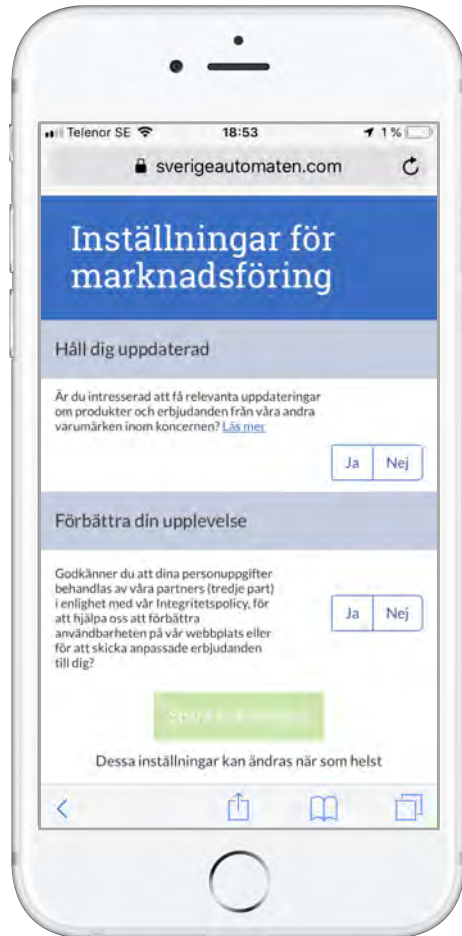 Telenor SE 18:53 1 %
sverigeautomaten.com
Inställningar för
marknadsföring
Håll dig uppdaterad
Är du intresserad att få relevanta uppdateringar
om produkter och erbjudanden från våra andra
varumärken inom koncernen? Läs mer
Ja Nej
Förbättra din upplevelse
Godkänner du att dina personuppgifter
behandlas av våra partners (tredje part)
i enlighet med vår Integritetspolicy, för
att hjälpa oss att förbättra
användbarheten på vår webbplats eller
för att skicka anpassade erbjudanden
till dig?
Ja Nej
Dessa inställningar kan ändras när som helst